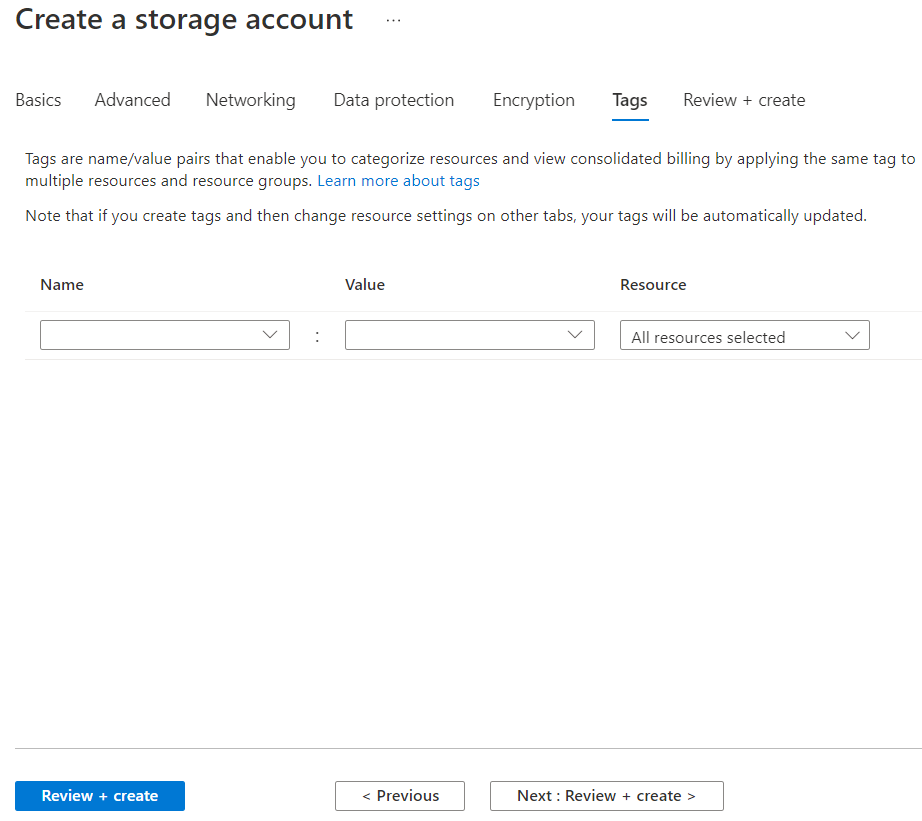 Create a storage account ...
Basics Advanced Networking Data protection Encryption Tags Review + create
Tags are name/value pairs that enable you to categorize resources and view consolidated billing by applying the same tag to
multiple resources and resource groups. Learn more about tags
Note that if you create tags and then change resource settings on other tabs, your tags will be automatically updated.
Name Value Resource
: All resources selected
Review + create < Previous Next : Review + create >